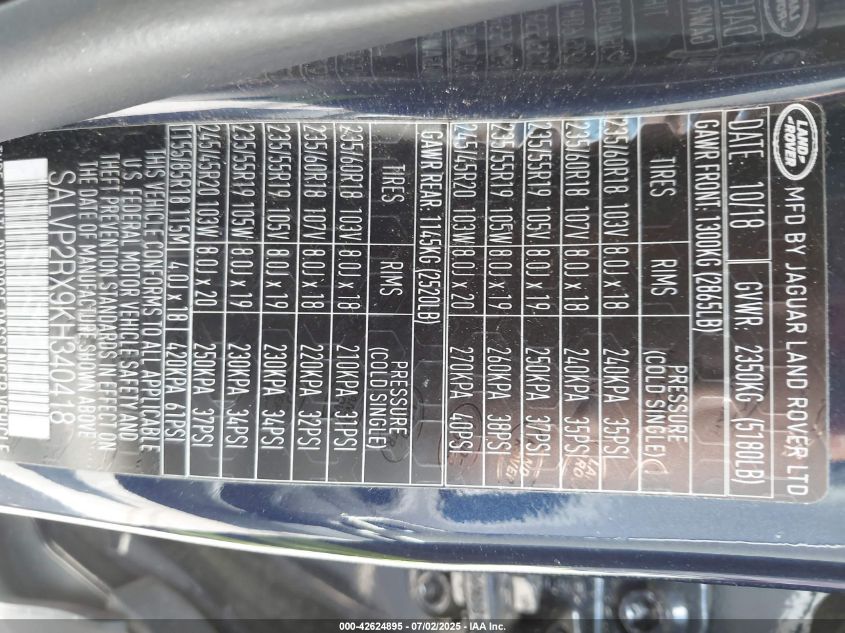 LAND ROVER
MFD BY JAGUAR LAND ROVER LTD
DATE: 10/18 GVWR: 2350KG (5180LB)
GAWR FRONT: 1300KG (2865LB)
TIRES RIMS PRESSURE (COLD SINGLE)
235/60R18 103V 8.0J x 18 240KPA 35PSI
235/60R18 107V 8.0J x 18 240KPA 35PSI
235/55R19 105V 8.0J x 19 250KPA 37PSI
235/55R19 105W 8.0J x 19 260KPA 38PSI
245/45R20 103W 8.0J x 20 270KPA 40PSI
GAWR REAR: 1145KG (2520LB)
TIRES RIMS PRESSURE (COLD SINGLE)
235/60R18 103V 8.0J x 18 210KPA 31PSI
235/60R18 107V 8.0J x 18 220KPA 32PSI
235/55R19 105V 8.0J x 19 230KPA 34PSI
235/55R19 105W 8.0J x 19 230KPA 34PSI
245/45R20 103W 8.0J x 20 250KPA 37PSI
T155/85R18 115M 4.0J x 18 420KPA 61PSI
THIS VEHICLE CONFORMS TO ALL APPLICABLE
U.S. FEDERAL MOTOR VEHICLE SAFETY AND
THEFT PREVENTION STANDARDS IN EFFECT ON
THE DATE OF MANUFACTURE SHOWN ABOVE
SALVP2RX9KH340418
000-42624895 - 07/02/2025 - IAA Inc.